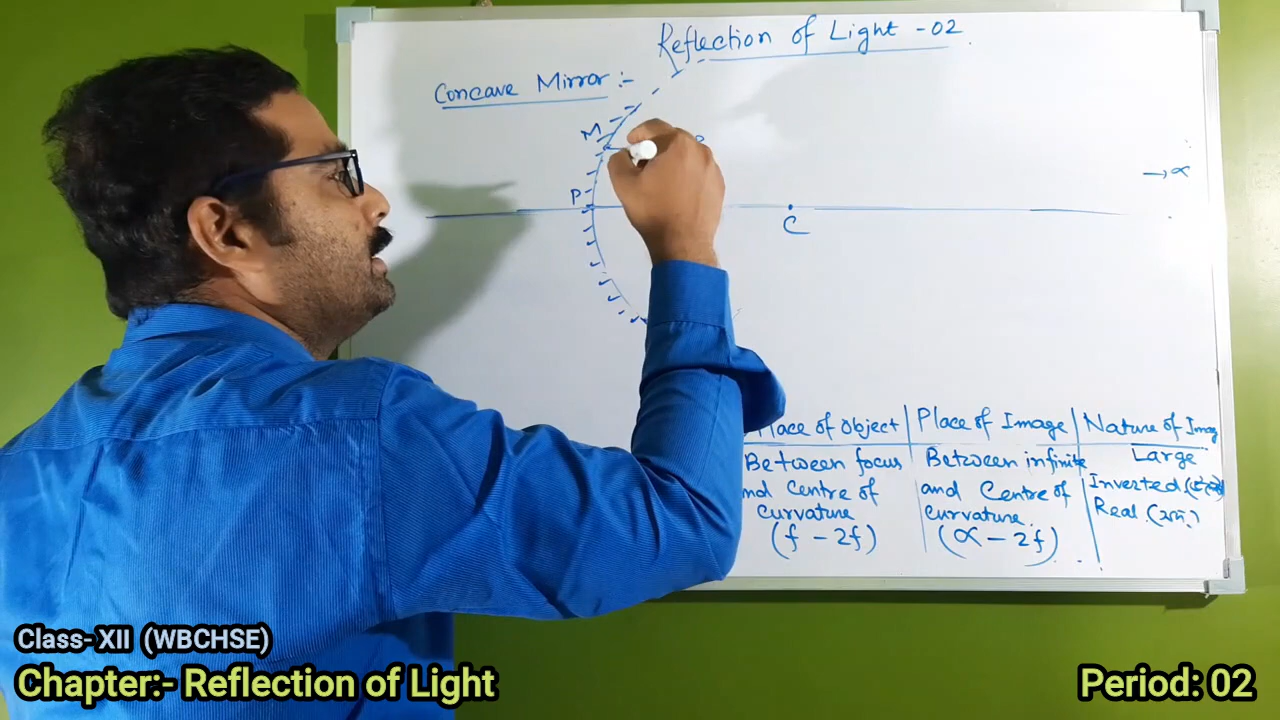 Reflection of Light - 02
Concave Mirror :-
M
P
→ ∝
C
Place of Object | Place of Image | Nature of Imag
Between focus
and Centre of
curvature
(f - 2f)
Between infinite
and Centre of
curvature.
(∝ - 2f)
Large
Inverted
Real.
Class- XII (WBCHSE)
Chapter:- Reflection of Light
Period: 02